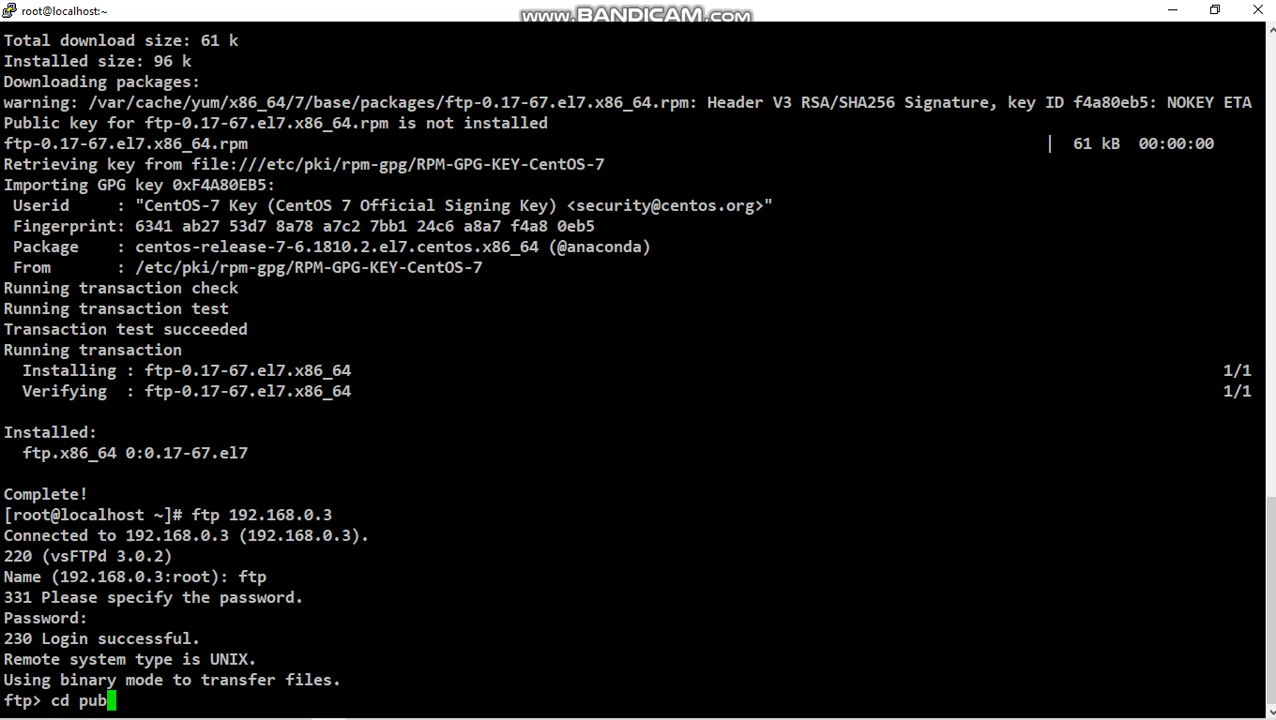 root@localhost:~
www.BANDICAM.com
Total download size: 61 k
Installed size: 96 k
Downloading packages:
warning: /var/cache/yum/x86_64/7/base/packages/ftp-0.17-67.el7.x86_64.rpm: Header V3 RSA/SHA256 Signature, key ID f4a80eb5: NOKEY ETA
Public key for ftp-0.17-67.el7.x86_64.rpm is not installed
ftp-0.17-67.el7.x86_64.rpm | 61 kB 00:00:00
Retrieving key from file:///etc/pki/rpm-gpg/RPM-GPG-KEY-CentOS-7
Importing GPG key 0xF4A80EB5:
Userid : "CentOS-7 Key (CentOS 7 Official Signing Key) <security@centos.org>"
Fingerprint: 6341 ab27 53d7 8a78 a7c2 7bb1 24c6 a8a7 f4a8 0eb5
Package : centos-release-7-6.1810.2.el7.centos.x86_64 (@anaconda)
From : /etc/pki/rpm-gpg/RPM-GPG-KEY-CentOS-7
Running transaction check
Running transaction test
Transaction test succeeded
Running transaction
Installing : ftp-0.17-67.el7.x86_64 1/1
Verifying : ftp-0.17-67.el7.x86_64 1/1
Installed:
ftp.x86_64 0:0.17-67.el7
Complete!
[root@localhost ~]# ftp 192.168.0.3
Connected to 192.168.0.3 (192.168.0.3).
220 (vsFTPd 3.0.2)
Name (192.168.0.3:root): ftp
331 Please specify the password.
Password:
230 Login successful.
Remote system type is UNIX.
Using binary mode to transfer files.
ftp> cd pub